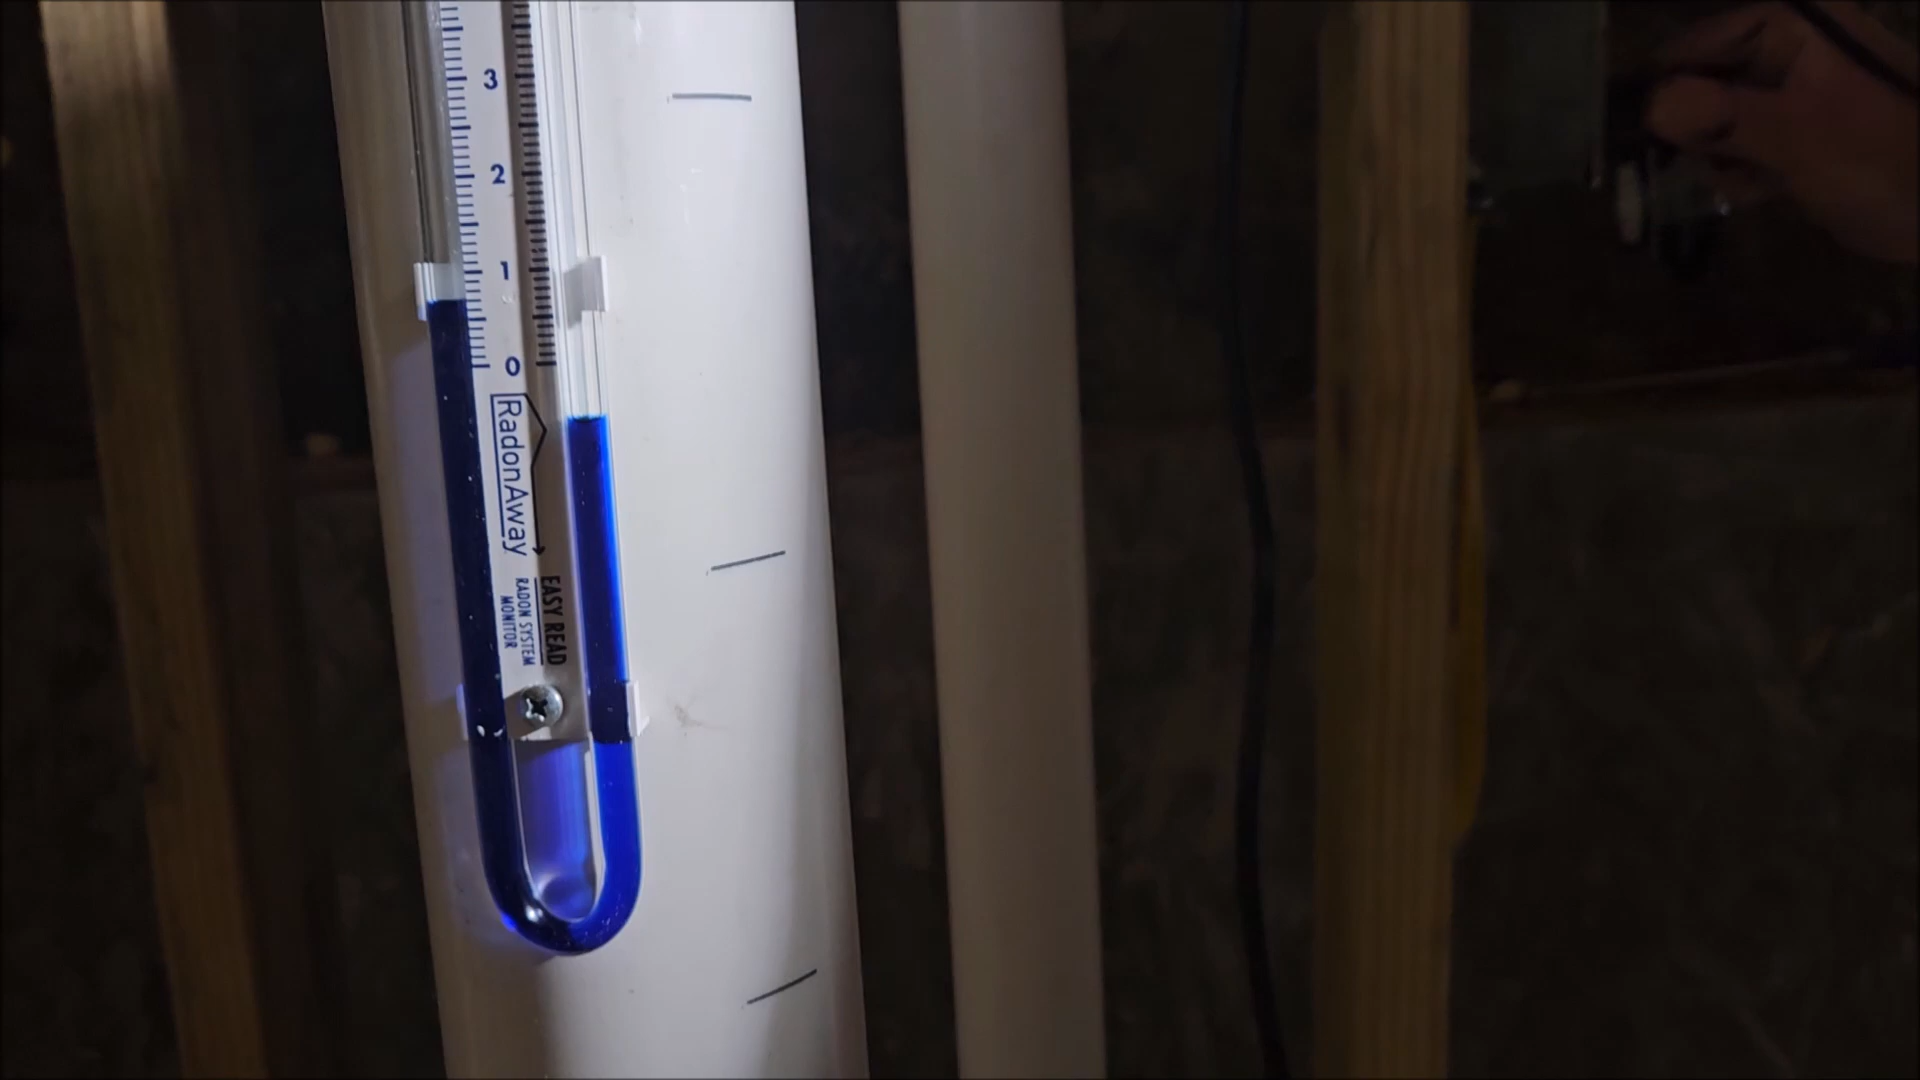 3
2
1
0
RadonAway
EASY READ
RADON SYSTEM
MONITOR